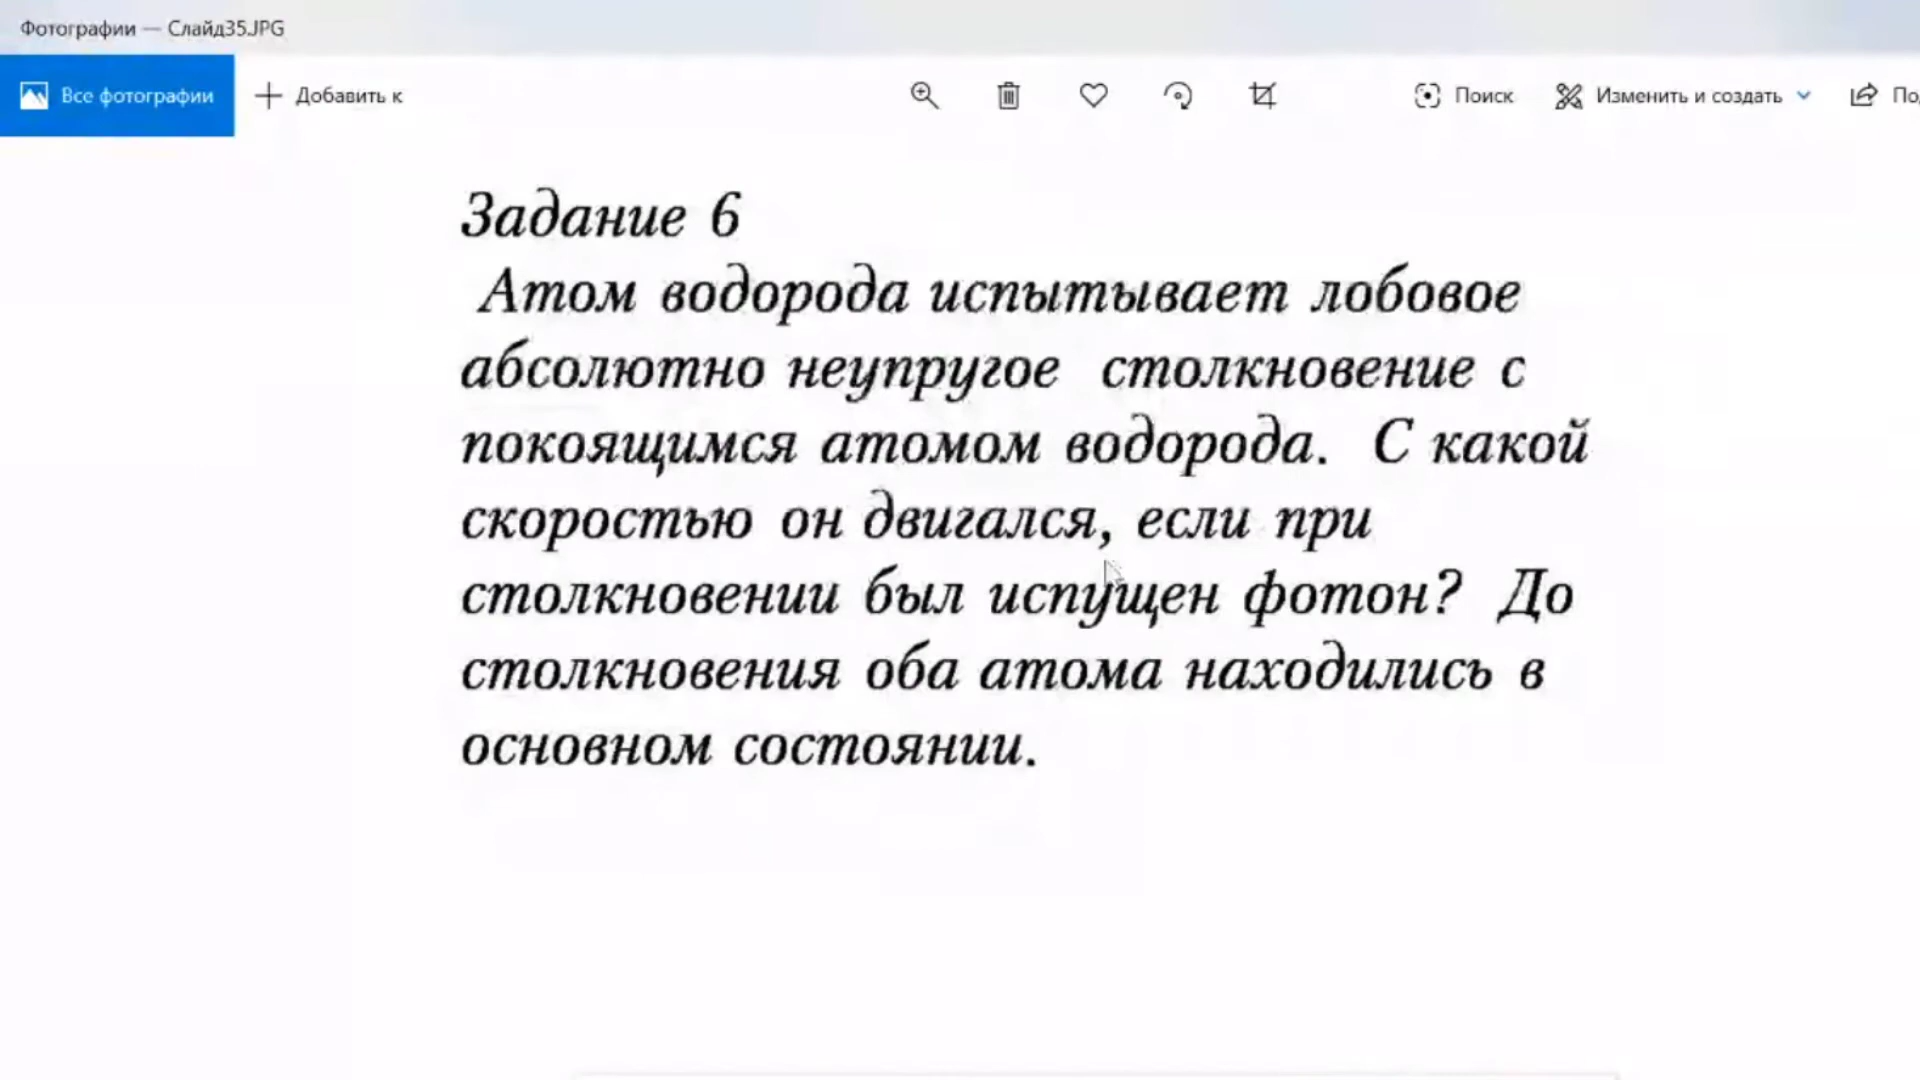 Фотографии — Слайд35.JPG
Все фотографии
Добавить к
Поиск
Изменить и создать
Задание 6
Атом водорода испытывает лобовое
абсолютно неупругое столкновение с
покоящимся атомом водорода. С какой
скоростью он двигался, если при
столкновении был испущен фотон? До
столкновения оба атома находились в
основном состоянии.